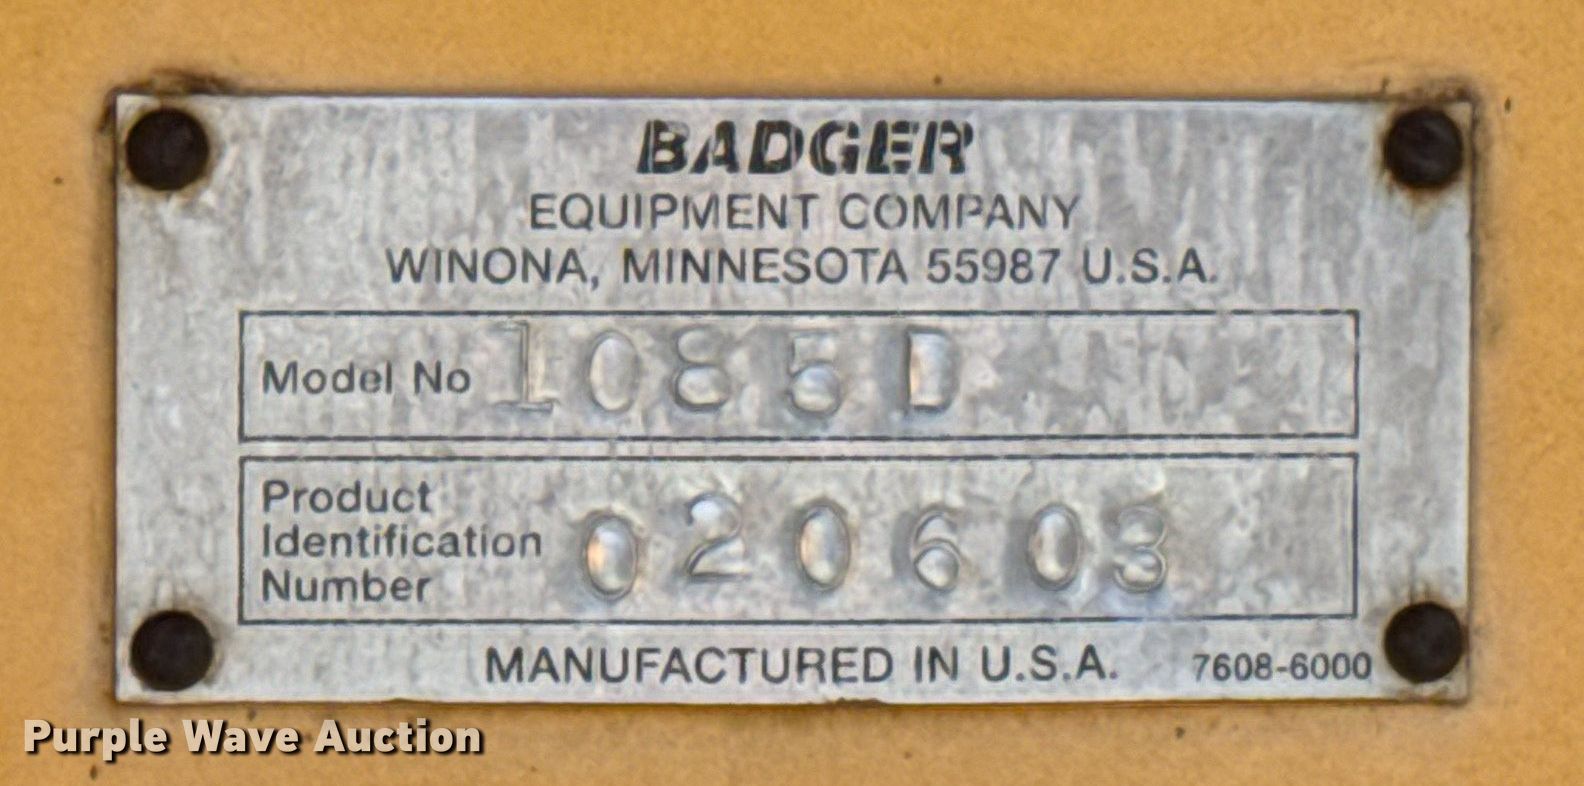 BADGER
EQUIPMENT COMPANY
WINONA, MINNESOTA 55987 U.S.A.
Model No 1085D
Product
Identification
Number 020603
MANUFACTURED IN U.S.A. 7608-6000
Purple Wave Auction